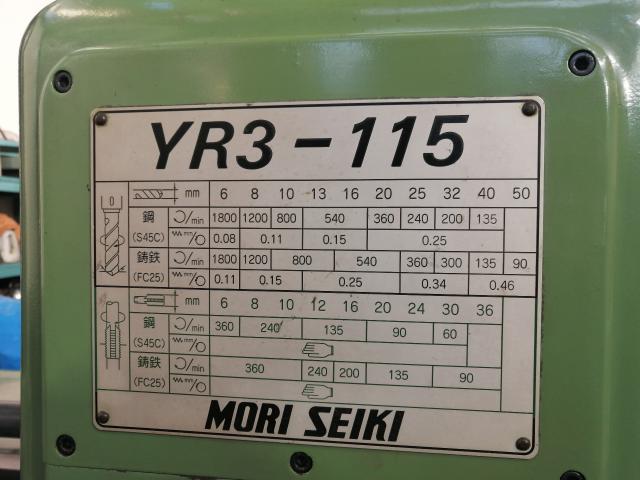 YR3-115
mm 6 8 10 13 16 20 25 32 40 50
鋼 /min 1800 1200 800 540 360 240 200 135
(S45C) mm/ 0.08 0.11 0.15 0.25
鋳鉄 /min 1800 1200 800 540 360 300 135 90
(FC25) mm/ 0.11 0.15 0.25 0.34 0.46
mm 6 8 10 12 16 20 24 30 36
鋼 /min 360 240 135 90 60
(S45C) mm/
鋳鉄 /min 360 240 200 135 90
(FC25) mm/
MORI SEIKI